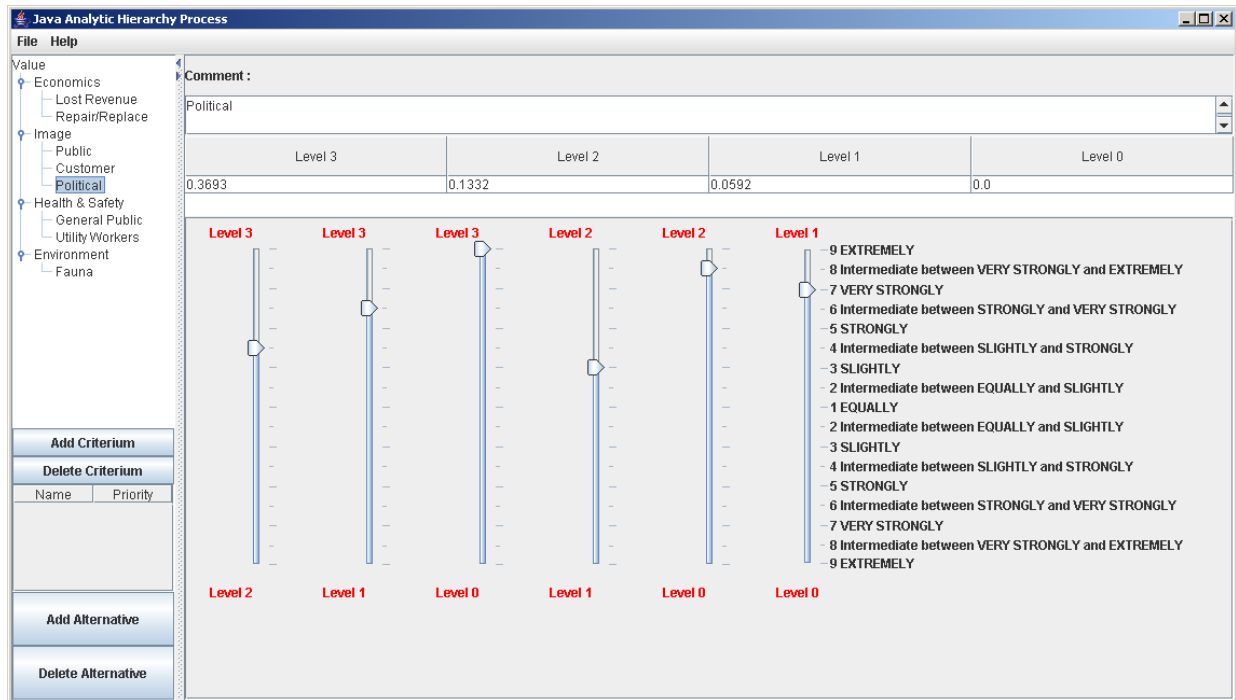 Java Analytic Hierarchy Process
File Help
Value
Economics
Lost Revenue
Repair/Replace
Image
Public
Customer
Political
Health & Safety
General Public
Utility Workers
Environment
Fauna
Add Criterium
Delete Criterium
Name Priority
Add Alternative
Delete Alternative
Comment :
Political
Level 3 Level 2 Level 1 Level 0
0.3693 0.1332 0.0592 0.0
Level 3 Level 3 Level 3 Level 2 Level 2 Level 1
9 EXTREMELY
8 Intermediate between VERY STRONGLY and EXTREMELY
7 VERY STRONGLY
6 Intermediate between STRONGLY and VERY STRONGLY
5 STRONGLY
4 Intermediate between SLIGHTLY and STRONGLY
3 SLIGHTLY
2 Intermediate between EQUALLY and SLIGHTLY
1 EQUALLY
2 Intermediate between EQUALLY and SLIGHTLY
3 SLIGHTLY
4 Intermediate between SLIGHTLY and STRONGLY
5 STRONGLY
6 Intermediate between STRONGLY and VERY STRONGLY
7 VERY STRONGLY
8 Intermediate between VERY STRONGLY and EXTREMELY
9 EXTREMELY
Level 2 Level 1 Level 0 Level 1 Level 0 Level 0